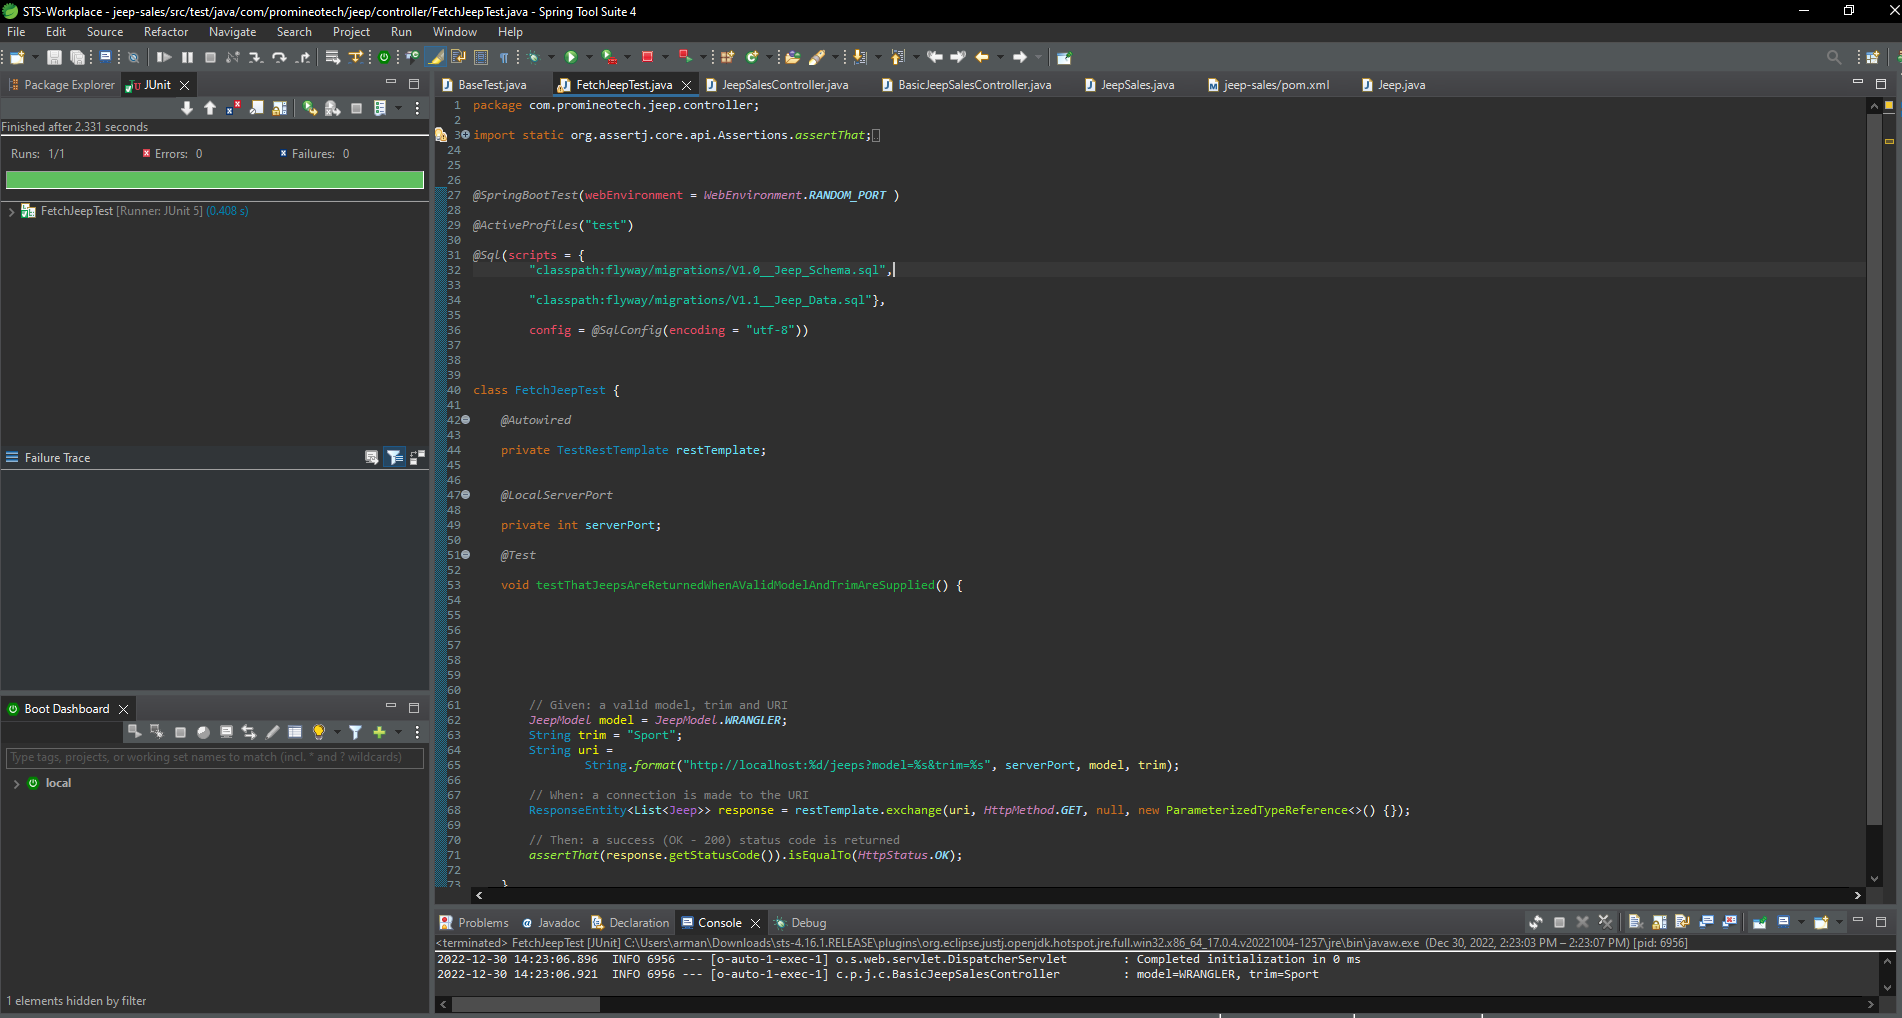 STS-Workplace - jeep-sales/src/test/java/com/promineotech/jeep/controller/FetchJeepTest.java - Spring Tool Suite 4
File Edit Source Refactor Navigate Search Project Run Window Help
Package Explorer JUnit
Finished after 2.331 seconds
Runs: 1/1 Errors: 0 Failures: 0
FetchJeepTest [Runner: JUnit 5] (0.408 s)
Failure Trace
Boot Dashboard
Type tags, projects, or working set names to match (incl. * and ? wildcards)
local
1 elements hidden by filter
BaseTest.java FetchJeepTest.java JeepSalesController.java BasicJeepSalesController.java JeepSales.java jeep-sales/pom.xml Jeep.java
1 package com.promineotech.jeep.controller;
2
3 import static org.assertj.core.api.Assertions.assertThat;
24
25
26
27 @SpringBootTest(webEnvironment = WebEnvironment.RANDOM_PORT )
28
29 @ActiveProfiles("test")
30
31 @Sql(scripts = {
32 "classpath:flyway/migrations/V1.0__Jeep_Schema.sql",
33
34 "classpath:flyway/migrations/V1.1__Jeep_Data.sql"},
35
36 config = @SqlConfig(encoding = "utf-8"))
37
38
39
40 class FetchJeepTest {
41
42 @Autowired
43
44 private TestRestTemplate restTemplate;
45
46
47 @LocalServerPort
48
49 private int serverPort;
50
51 @Test
52
53 void testThatJeepsAreReturnedWhenAValidModelAndTrimAreSupplied() {
54
55
56
57
58
59
60
61 // Given: a valid model, trim and URI
62 JeepModel model = JeepModel.WRANGLER;
63 String trim = "Sport";
64 String uri =
65 String.format("http://localhost:%d/jeeps?model=%s&trim=%s", serverPort, model, trim);
66
67 // When: a connection is made to the URI
68 ResponseEntity<List<Jeep>> response = restTemplate.exchange(uri, HttpMethod.GET, null, new ParameterizedTypeReference<>() {});
69
70 // Then: a success (OK - 200) status code is returned
71 assertThat(response.getStatusCode()).isEqualTo(HttpStatus.OK);
72
73 }
Problems Javadoc Declaration Console Debug
<terminated> FetchJeepTest [JUnit] C:\Users\arman\Downloads\sts-4.16.1.RELEASE\plugins\org.eclipse.justj.openjdk.hotspot.jre.full.win32.x86_64_17.0.4.v20221004-1257\jre\bin\javaw.exe (Dec 30, 2022, 2:23:03 PM – 2:23:07 PM) [pid: 6956]
2022-12-30 14:23:06.896 INFO 6956 --- [o-auto-1-exec-1] o.s.web.servlet.DispatcherServlet : Completed initialization in 0 ms
2022-12-30 14:23:06.921 INFO 6956 --- [o-auto-1-exec-1] c.p.j.c.BasicJeepSalesController : model=WRANGLER, trim=Sport